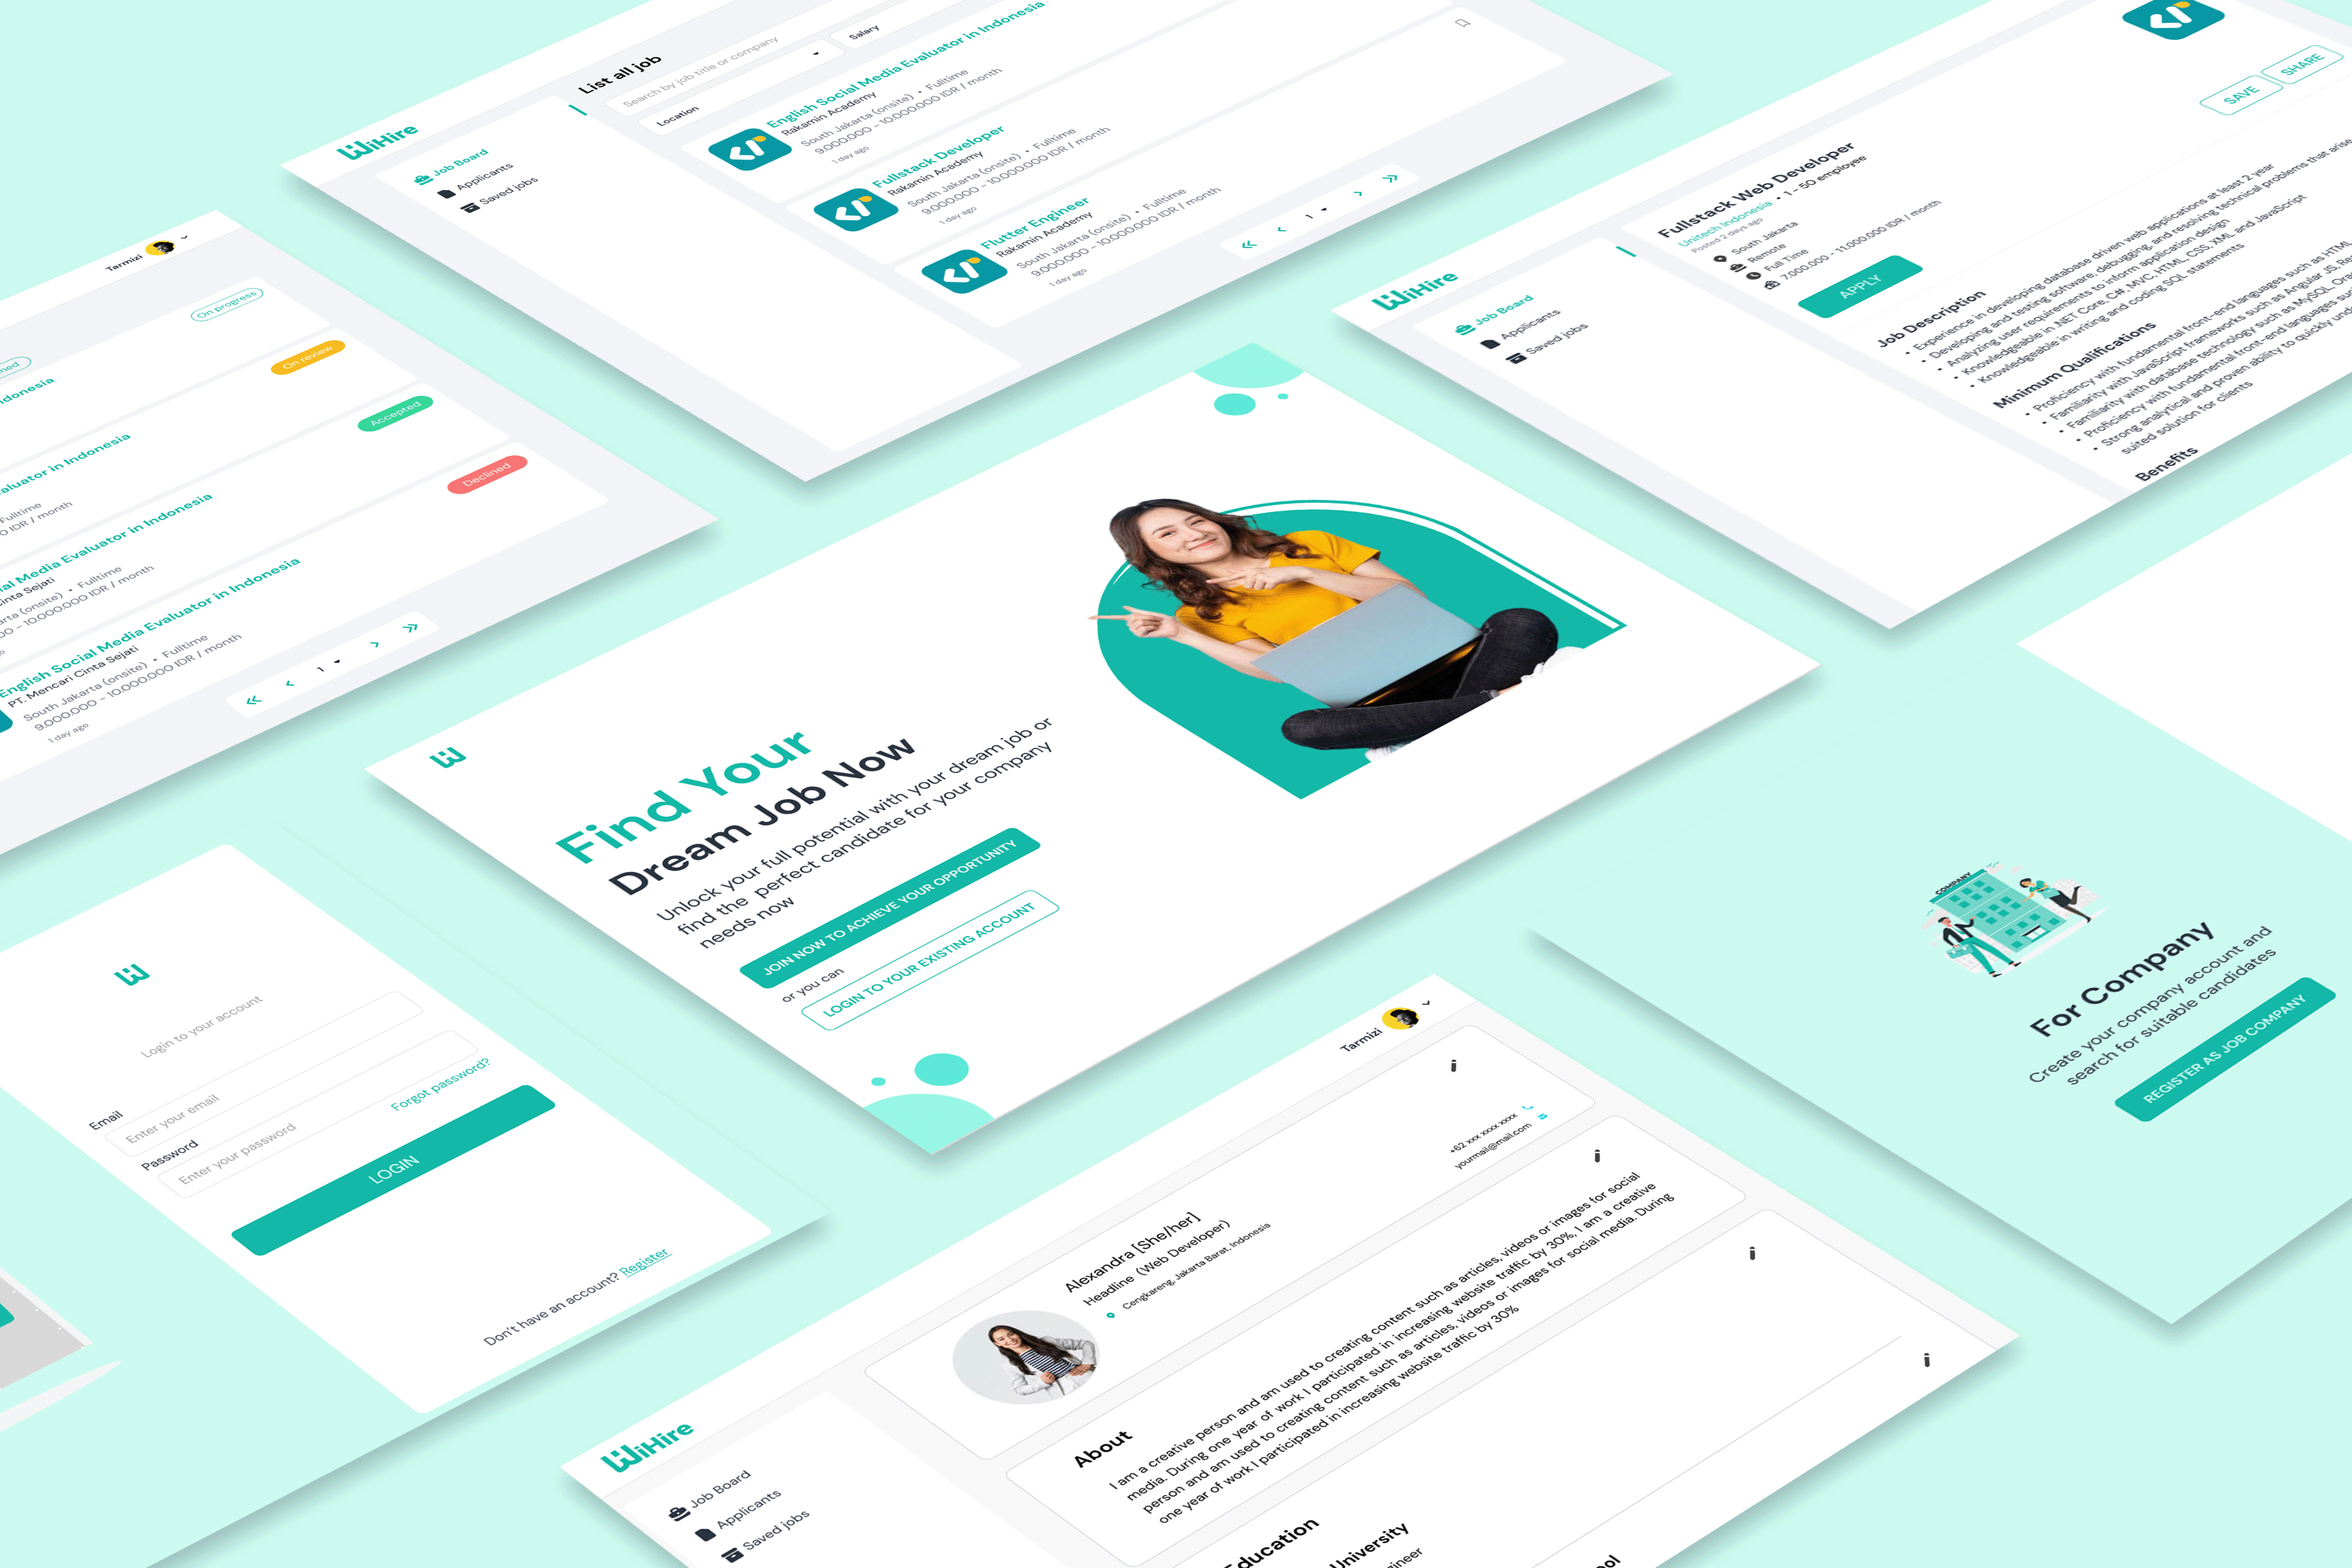 WiHire
Job Board
Applicants
Saved jobs
List all job
Search by job title or company
Location
Salary
English Social Media Evaluator in Indonesia
Rakamin Academy
South Jakarta (onsite) • Fulltime
9.000.000 - 10.000.000 IDR / month
1 day ago
Fullstack Developer
Rakamin Academy
South Jakarta (onsite) • Fulltime
9.000.000 - 10.000.000 IDR / month
1 day ago
Flutter Engineer
Rakamin Academy
South Jakarta (onsite) • Fulltime
9.000.000 - 10.000.000 IDR / month
1 day ago
1
WiHire
Job Board
Applicants
Saved jobs
Fullstack Web Developer
Unitech Indonesia • 1 - 50 employee
Posted 2 days ago
South Jakarta
Remote
Full Time
7.000.000 - 11.000.000 IDR / month
APPLY
SAVE
SHARE
Job Description
• Experience in developing database driven web applications at least 2 year
• Developing and testing software, debugging, and resolving technical problems that arise
• Analyzing user requirements to inform application design
• Knowledgeable in .NET Core, C#, MVC, HTML, CSS, XML and JavaScript
• Knowledgeable in writing and coding SQL statements
Minimum Qualifications
• Proficiency with fundamental front-end languages such as HTML,
• Familiarity with JavaScript frameworks such as Angular JS, Re
• Familiarity with database technology such as MySQL, Ora
• Proficiency with fundamental front-end languages su
• Strong analytical and proven ability to quickly und
suited solution for clients
Benefits
Tarmizi
On progress
ned
donesia
On review
aluator in Indonesia
Fulltime
0 IDR / month
Accepted
ial Media Evaluator in Indonesia
Cinta Sejati
arta (onsite) • Fulltime
00 - 10.000.000 IDR / month
Declined
English Social Media Evaluator in Indonesia
PT. Mencari Cinta Sejati
South Jakarta (onsite) • Fulltime
9.000.000 - 10.000.000 IDR / month
1 day ago
1
Find Your
Dream Job Now
Unlock your full potential with your dream job or
find the perfect candidate for your company
needs now
JOIN NOW TO ACHIEVE YOUR OPPORTUNITY
or you can
LOGIN TO YOUR EXISTING ACCOUNT
Login to your account
Email
Enter your email
Password
Enter your password
Forgot password?
LOGIN
Don't have an account? Register
COMPANY
For Company
Create your company account and
search for suitable candidates
REGISTER AS JOB COMPANY
WiHire
Job Board
Applicants
Saved jobs
Tarmizi
Alexandra [She/her]
Headline (Web Developer)
Cengkareng, Jakarta Barat, Indonesia
+62 xxx xxxx xxxx
yourmail@mail.com
About
I am a creative person and am used to creating content such as articles, videos or images for social
media. During one year of work I participated in increasing website traffic by 30%, I am a creative
person and am used to creating content such as articles, videos or images for social media. During
one year of work I participated in increasing website traffic by 30%
Education
University
gineer
ool